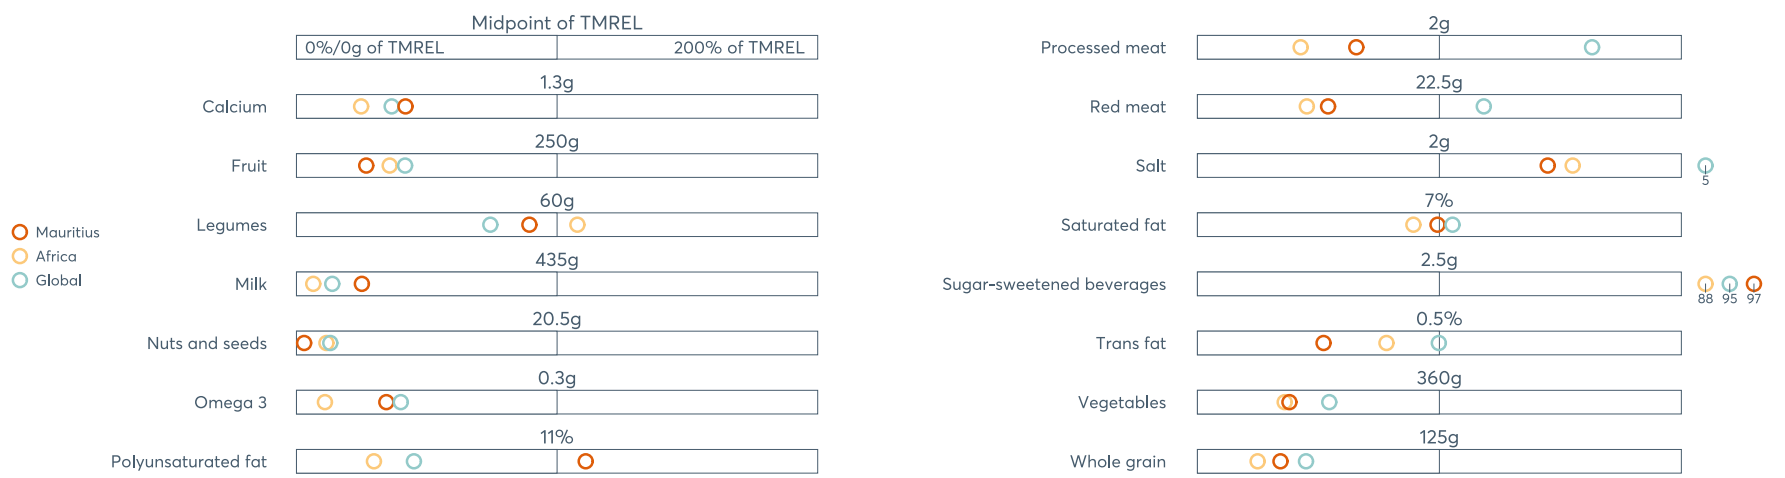 Midpoint of TMREL
0%/0g of TMREL 200% of TMREL
1.3g
Calcium
250g
Fruit
60g
Legumes
435g
Milk
20.5g
Nuts and seeds
0.3g
Omega 3
11%
Polyunsaturated fat
Mauritius
Africa
Global
2g
Processed meat
22.5g
Red meat
2g
Salt
5
7%
Saturated fat
2.5g
Sugar-sweetened beverages
88 95 97
0.5%
Trans fat
360g
Vegetables
125g
Whole grain